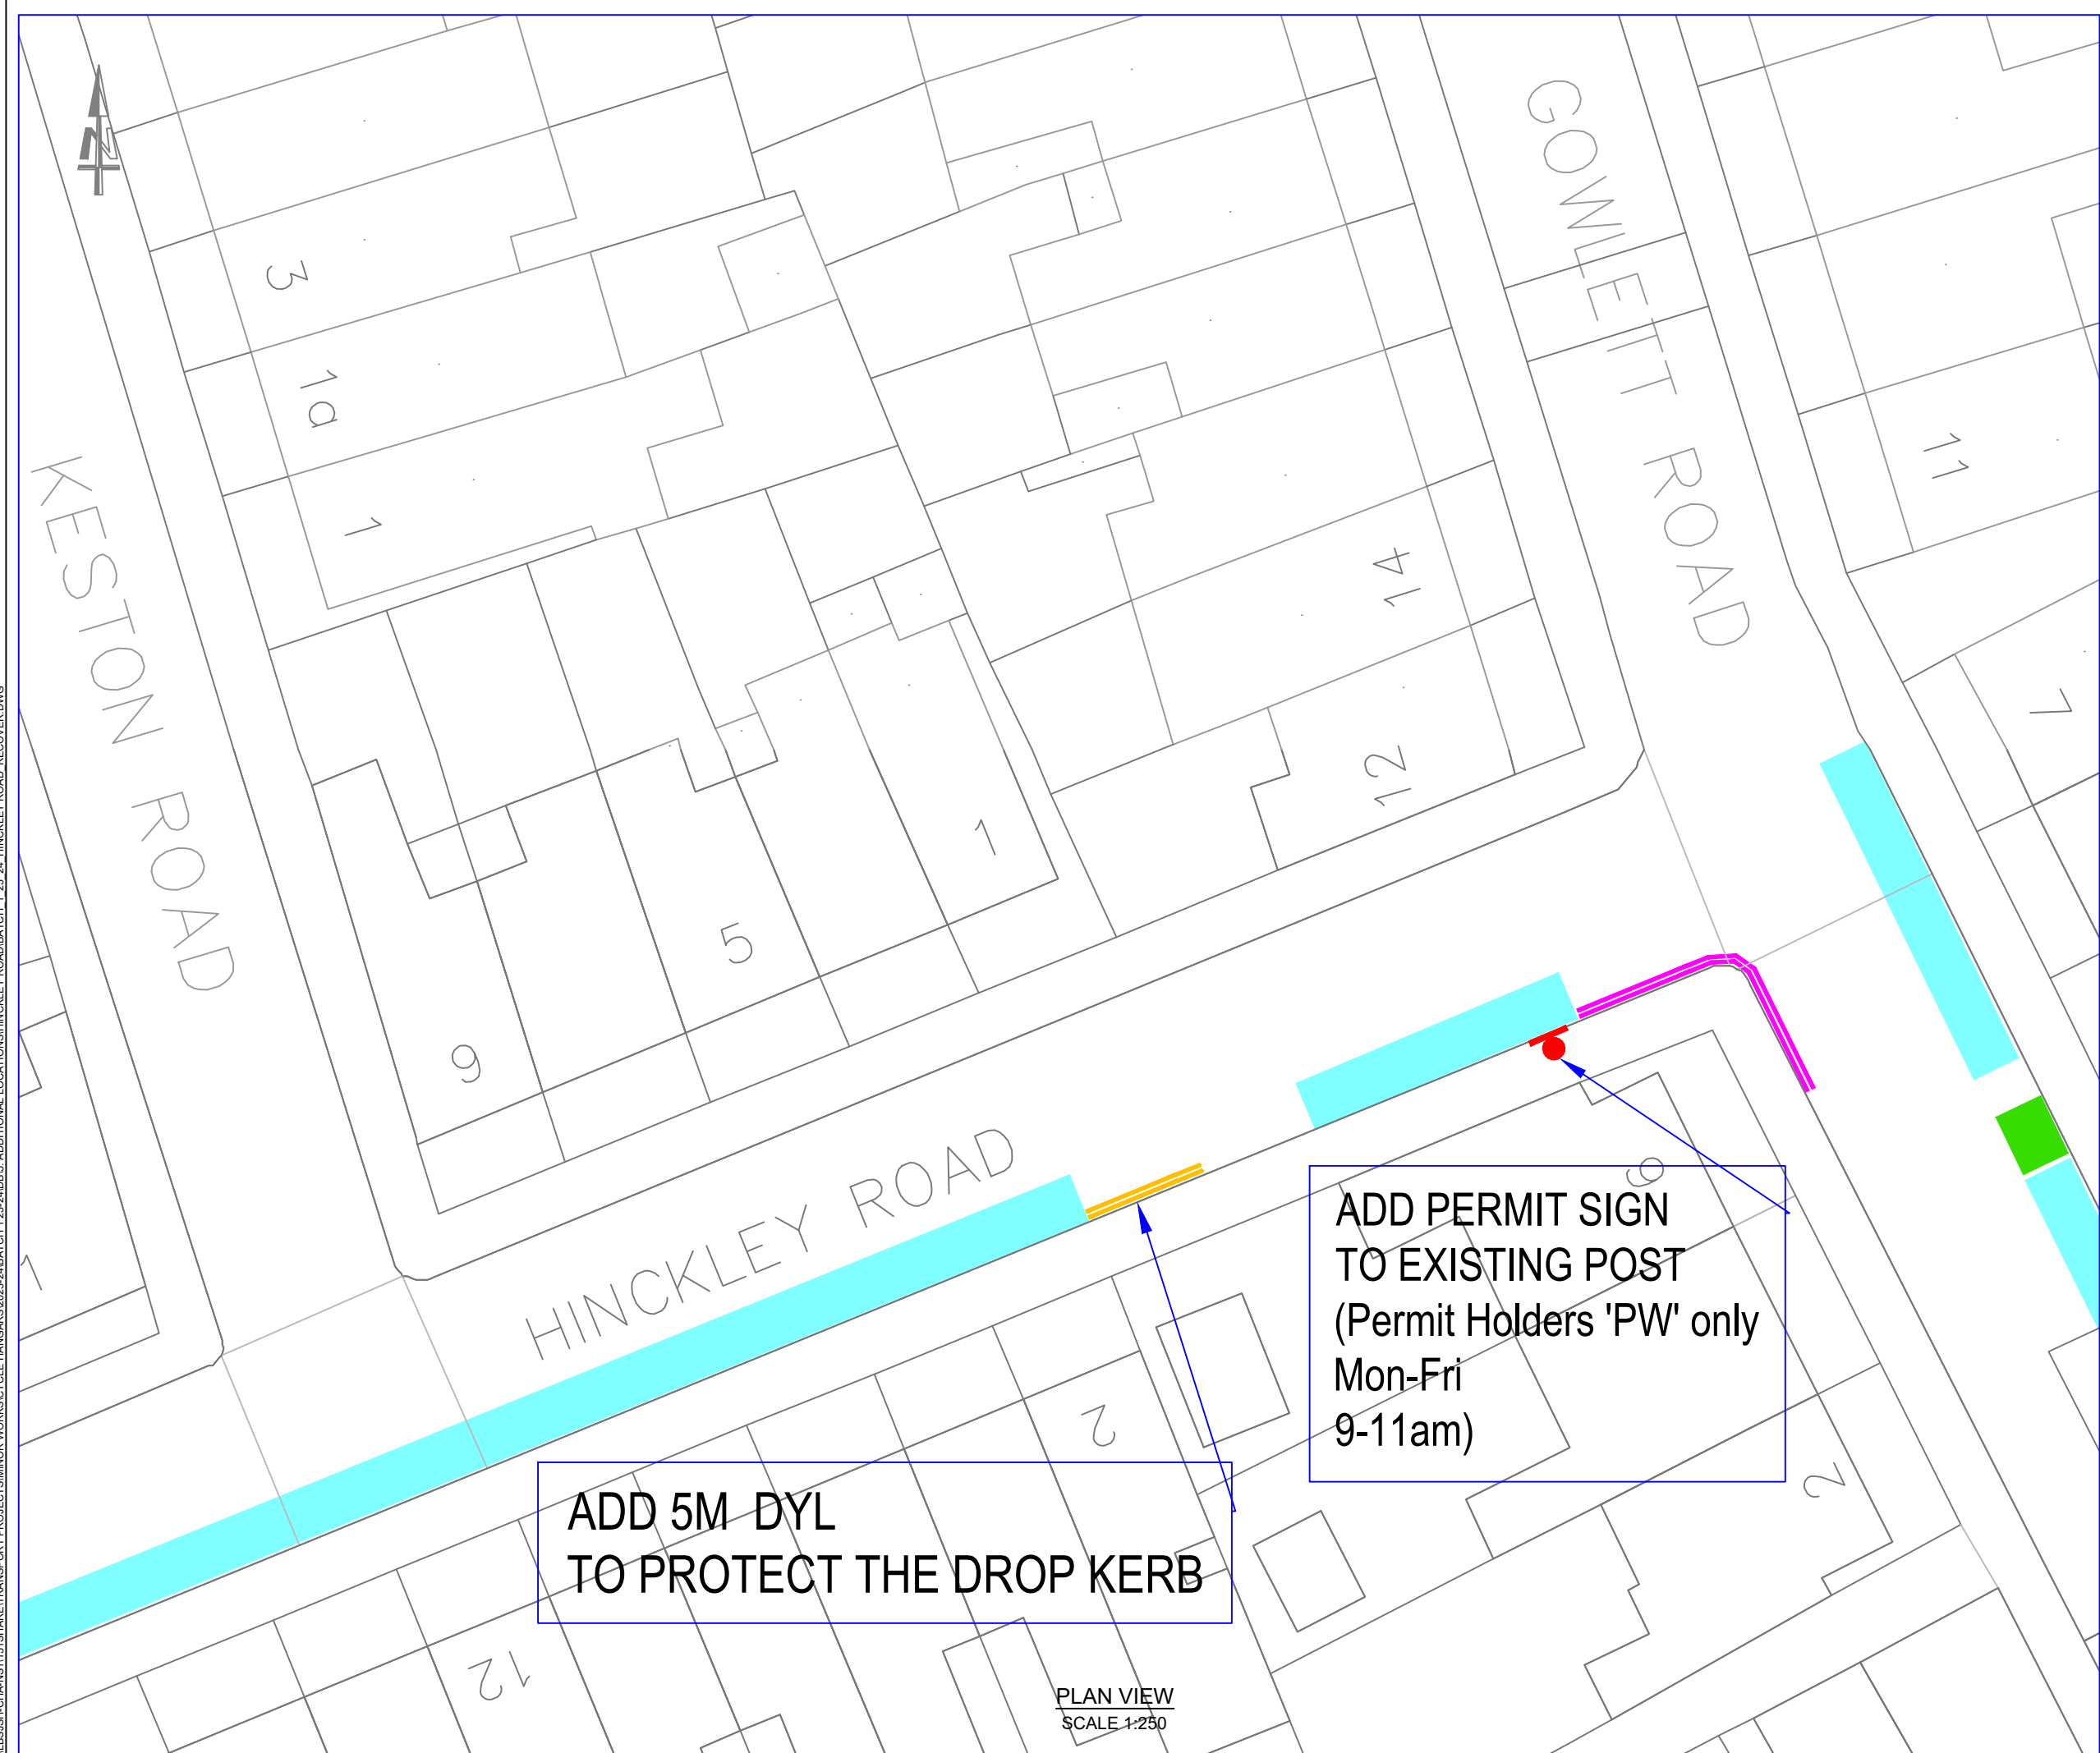 N
GOWLETT ROAD
3
1a
1
KESTON ROAD
11
14
12
7
1
5
9
HINCKLEY ROAD
9
ADD PERMIT SIGN
TO EXISTING POST
(Permit Holders 'PW' only
Mon-Fri
9-11am)
1
2
2
ADD 5M DYL
TO PROTECT THE DROP KERB
12
PLAN VIEW
SCALE 1:250